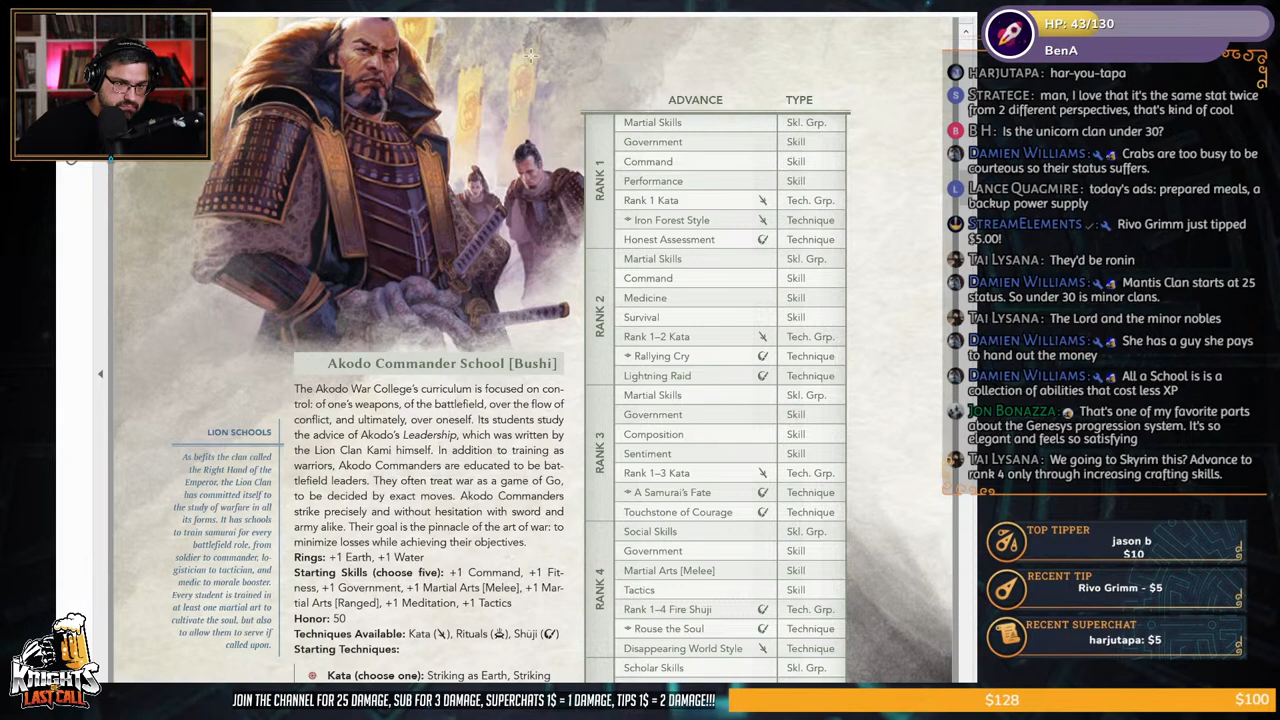 HP: 43/130
BenA
HARJUTAPA: har-you-tapa
STRATEGE: man, I love that it's the same stat twice
from 2 different perspectives, that's kind of cool
B H: Is the unicorn clan under 30?
DAMIEN WILLIAMS: Crabs are too busy to be
courteous so their status suffers.
LANCE QUAGMIRE: today's ads: prepared meals, a
backup power supply
STREAMELEMENTS: Rivo Grimm just tipped
$5.00!
TAI LYSANA: They'd be ronin
DAMIEN WILLIAMS: Mantis Clan starts at 25
status. So under 30 is minor clans.
TAI LYSANA: The Lord and the minor nobles
DAMIEN WILLIAMS: She has a guy she pays
to hand out the money
DAMIEN WILLIAMS: All a School is is a
collection of abilities that cost less XP
JON BONAZZA: That's one of my favorite parts
about the Genesys progression system. It's so
elegant and feels so satisfying
TAI LYSANA: We going to Skyrim this? Advance to
rank 4 only through increasing crafting skills.
TOP TIPPER
jason b
$10
RECENT TIP
Rivo Grimm - $5
RECENT SUPERCHAT
harjutapa: $5
ADVANCE TYPE
RANK 1
Martial Skills Skl. Grp.
Government Skill
Command Skill
Performance Skill
Rank 1 Kata Tech. Grp.
Iron Forest Style Technique
Honest Assessment Technique
RANK 2
Martial Skills Skl. Grp.
Command Skill
Medicine Skill
Survival Skill
Rank 1–2 Kata Tech. Grp.
Rallying Cry Technique
Lightning Raid Technique
RANK 3
Martial Skills Skl. Grp.
Government Skill
Composition Skill
Sentiment Skill
Rank 1–3 Kata Tech. Grp.
A Samurai's Fate Technique
Touchstone of Courage Technique
RANK 4
Social Skills Skl. Grp.
Government Skill
Martial Arts [Melee] Skill
Tactics Skill
Rank 1–4 Fire Shuji Tech. Grp.
Rouse the Soul Technique
Disappearing World Style Technique
Scholar Skills Skl. Grp.
Akodo Commander School [Bushi]
The Akodo War College's curriculum is focused on con-
trol: of one's weapons, of the battlefield, over the flow of
conflict, and ultimately, over oneself. Its students study
the advice of Akodo's Leadership, which was written by
the Lion Clan Kami himself. In addition to training as
warriors, Akodo Commanders are educated to be bat-
tlefield leaders. They often treat war as a game of Go,
to be decided by exact moves. Akodo Commanders
strike precisely and without hesitation with sword and
army alike. Their goal is the pinnacle of the art of war: to
minimize losses while achieving their objectives.
Rings: +1 Earth, +1 Water
Starting Skills (choose five): +1 Command, +1 Fit-
ness, +1 Government, +1 Martial Arts [Melee], +1 Mar-
tial Arts [Ranged], +1 Meditation, +1 Tactics
Honor: 50
Techniques Available: Kata ( ), Rituals ( ), Shūji ( )
Starting Techniques:
Kata (choose one): Striking as Earth, Striking
LION SCHOOLS
As befits the clan called
the Right Hand of the
Emperor, the Lion Clan
has committed itself to
the study of warfare in all
its forms. It has schools
to train samurai for every
battlefield role, from
soldier to commander, lo-
gistician to tactician, and
medic to morale booster.
Every student is trained in
at least one martial art to
cultivate the soul, but also
to allow them to serve if
called upon.
KNIGHTS
OF
LAST CALL
JOIN THE CHANNEL FOR 25 DAMAGE, SUB FOR 3 DAMAGE, SUPERCHATS 1$ = 1 DAMAGE, TIPS 1$ = 2 DAMAGE!!!
$128
$100